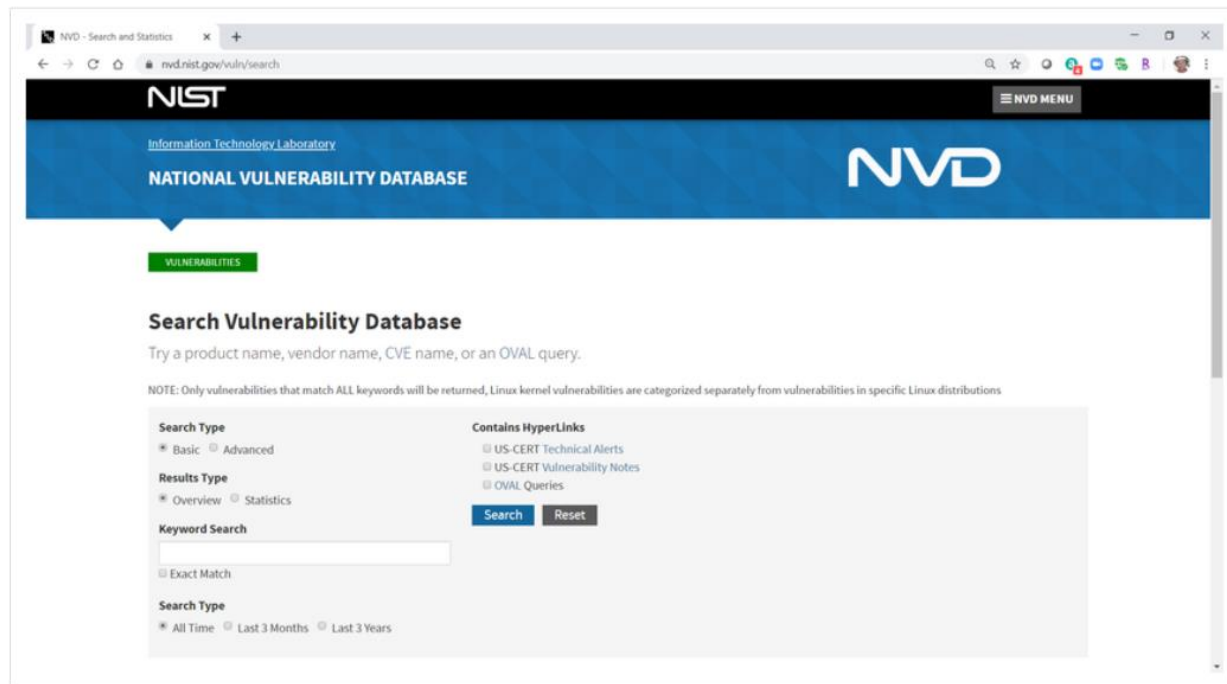 NVD - Search and Statistics
nvd.nist.gov/vuln/search
NIST
NVD MENU
Information Technology Laboratory
NATIONAL VULNERABILITY DATABASE
NVD
VULNERABILITIES
Search Vulnerability Database
Try a product name, vendor name, CVE name, or an OVAL query.
NOTE: Only vulnerabilities that match ALL keywords will be returned, Linux kernel vulnerabilities are categorized separately from vulnerabilities in specific Linux distributions
Search Type
Basic Advanced
Results Type
Overview Statistics
Keyword Search
Exact Match
Search Type
All Time Last 3 Months Last 3 Years
Contains HyperLinks
US-CERT Technical Alerts
US-CERT Vulnerability Notes
OVAL Queries
Search Reset